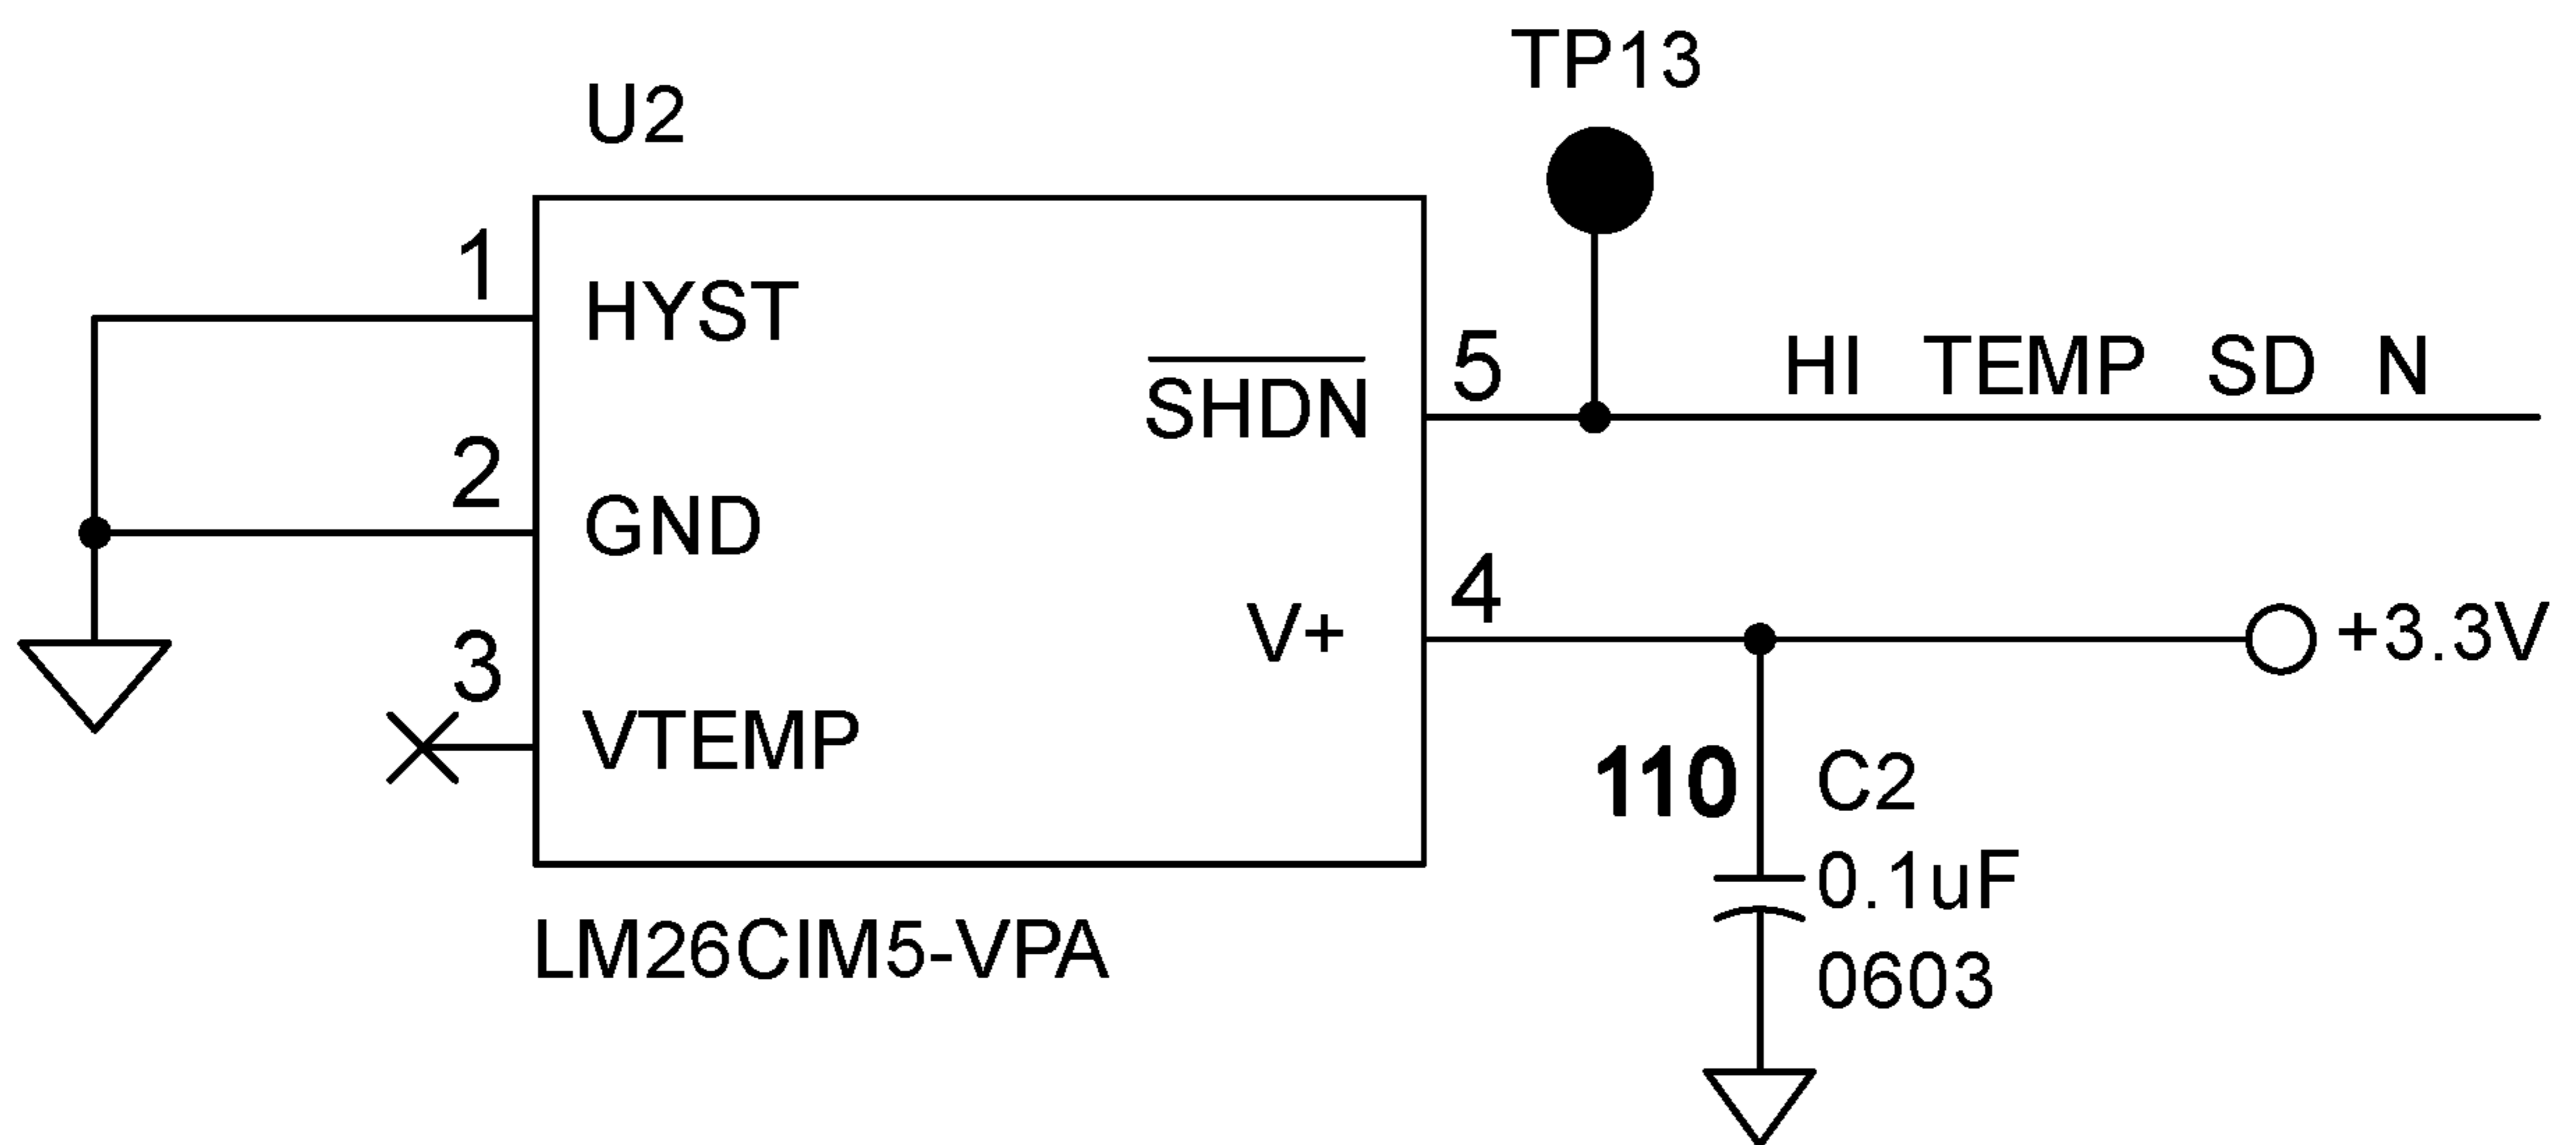 TP13
U2
1
HYST
SHDN
5
HI TEMP SD N
2
GND
V+
4
+3.3V
3
VTEMP
110
C2
0.1uF
0603
LM26CIM5-VPA